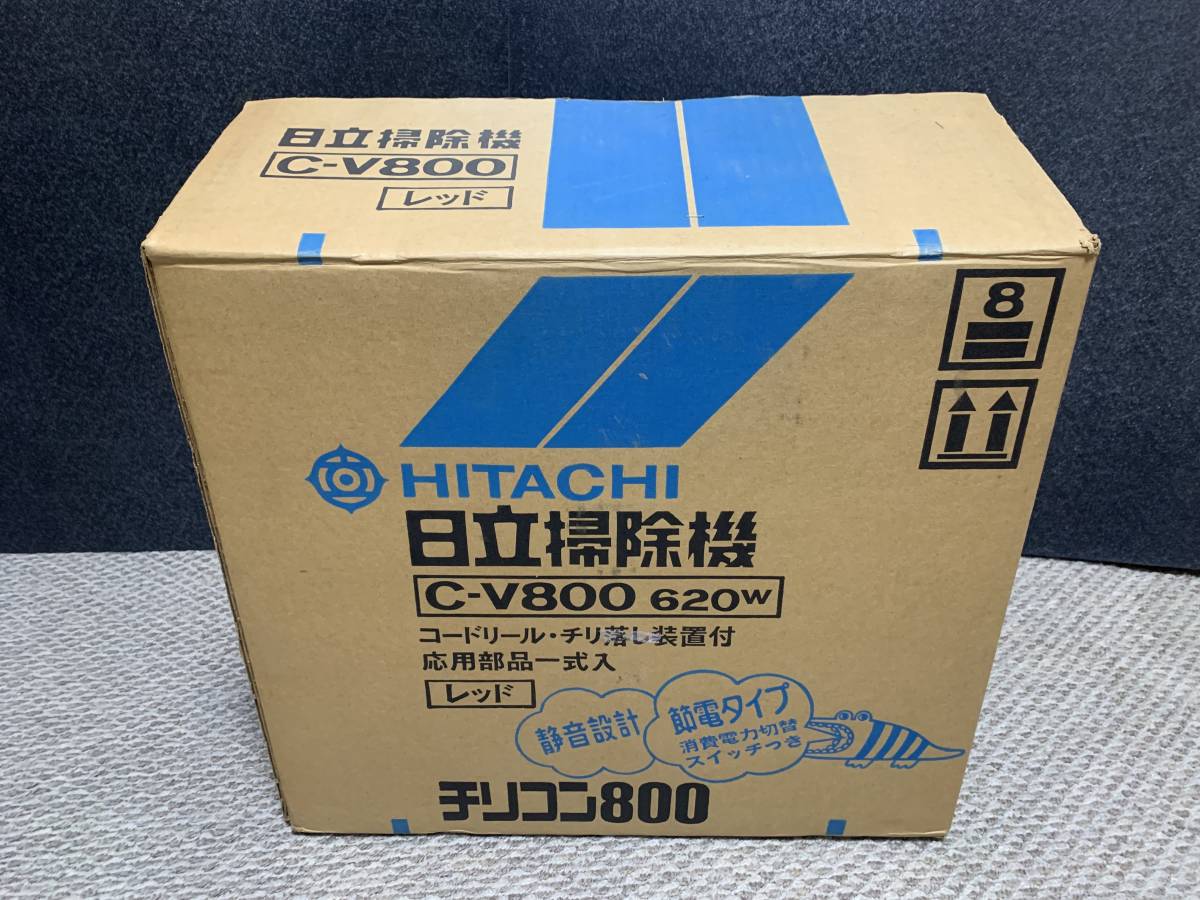 日立掃除機
C-V800
レッド
8
HITACHI
日立掃除機
C-V800 620W
コードリール・チリ落し装置付
応用部品一式入
レッド
静音設計
節電タイプ
消費電力切替
スイッチつき
チリコン800